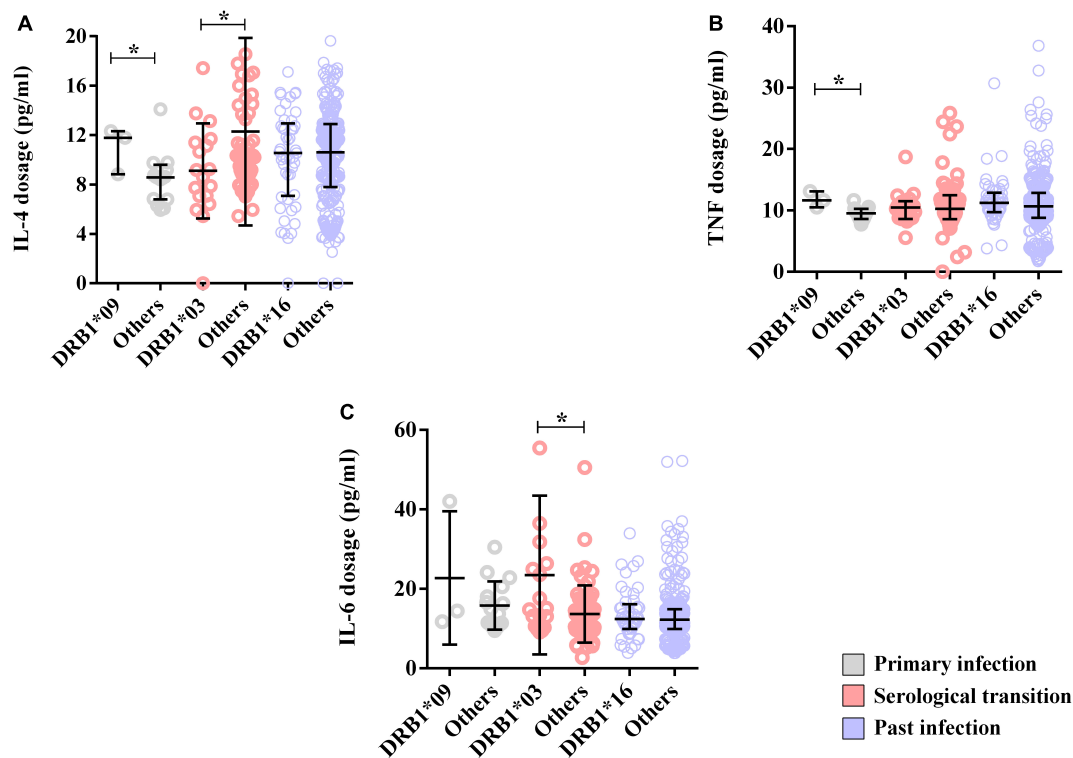 A
IL-4 dosage (pg/ml)
20
16
12
8
4
0
*
*
DRB1*09
Others
DRB1*03
Others
DRB1*16
Others
B
TNF dosage (pg/ml)
40
30
20
10
0
*
DRB1*09
Others
DRB1*03
Others
DRB1*16
Others
C
IL-6 dosage (pg/ml)
60
40
20
0
*
DRB1*09
Others
DRB1*03
Others
DRB1*16
Others
Primary infection
Serological transition
Past infection